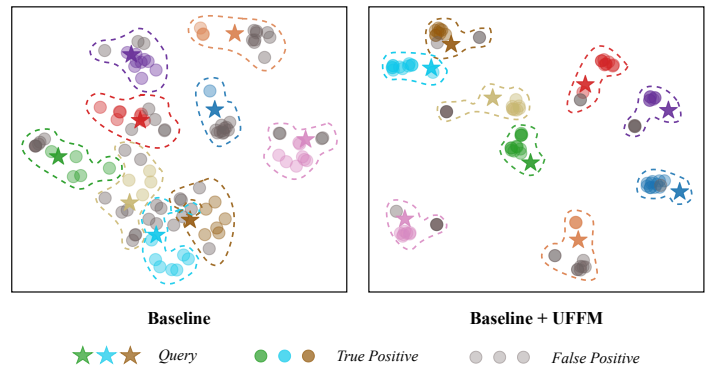 Baseline
Baseline + UFFM
Query
True Positive
False Positive